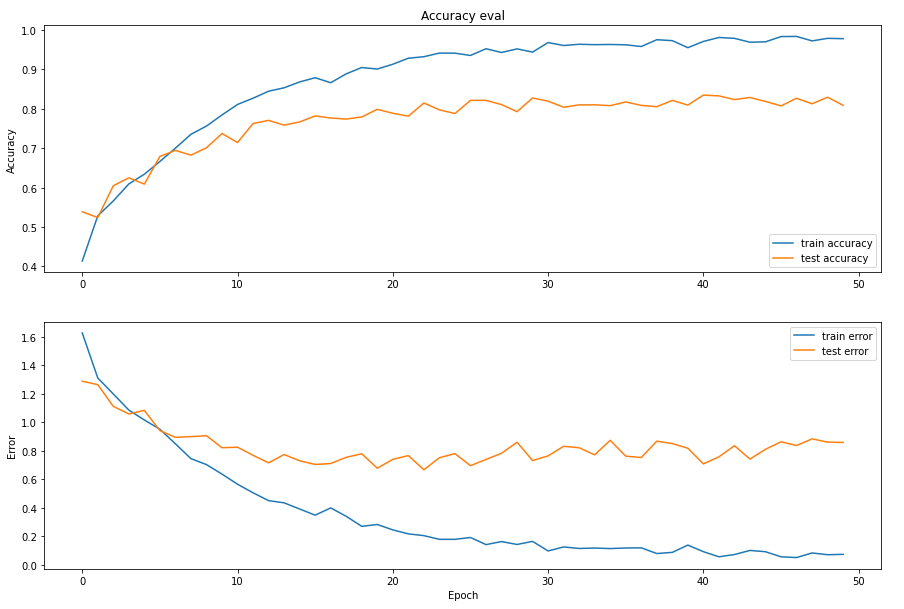 Accuracy eval
1.0
0.9
0.8
0.7
0.6
0.5
0.4
Accuracy
train accuracy
test accuracy
0 10 20 30 40 50
1.6
1.4
1.2
1.0
0.8
0.6
0.4
0.2
0.0
Error
train error
test error
0 10 20 30 40 50
Epoch